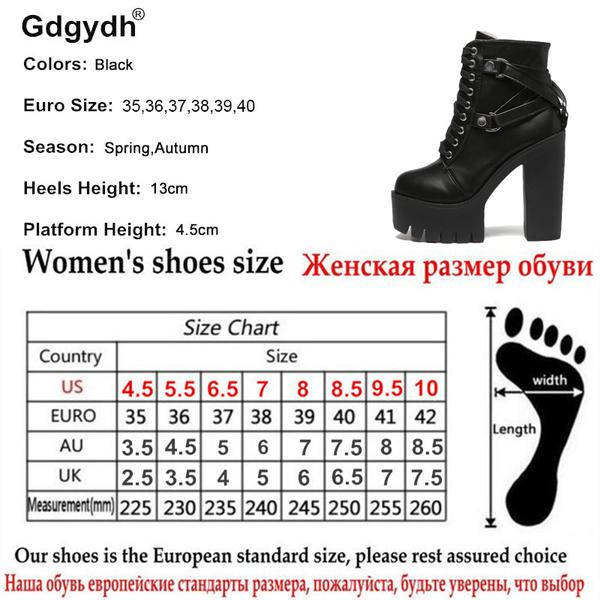 Gdgydh®
Colors: Black
Euro Size: 35,36,37,38,39,40
Season: Spring,Autumn
Heels Height: 13cm
Platform Height: 4.5cm
Women's shoes size Женская размер обуви
Size Chart
Country Size
US 4.5 5.5 6.5 7 8 8.5 9.5 10
EURO 35 36 37 38 39 40 41 42
AU 3.5 4.5 5 6 7 7.5 8 8.5
UK 2.5 3.5 4 5 6 6.5 7 7.5
Measurement(mm) 225 230 235 240 245 250 255 260
width
Length
Our shoes is the European standard size, please rest assured choice
Наша обувь европейские стандарты размера, пожалуйста, будьте уверены, что выбор